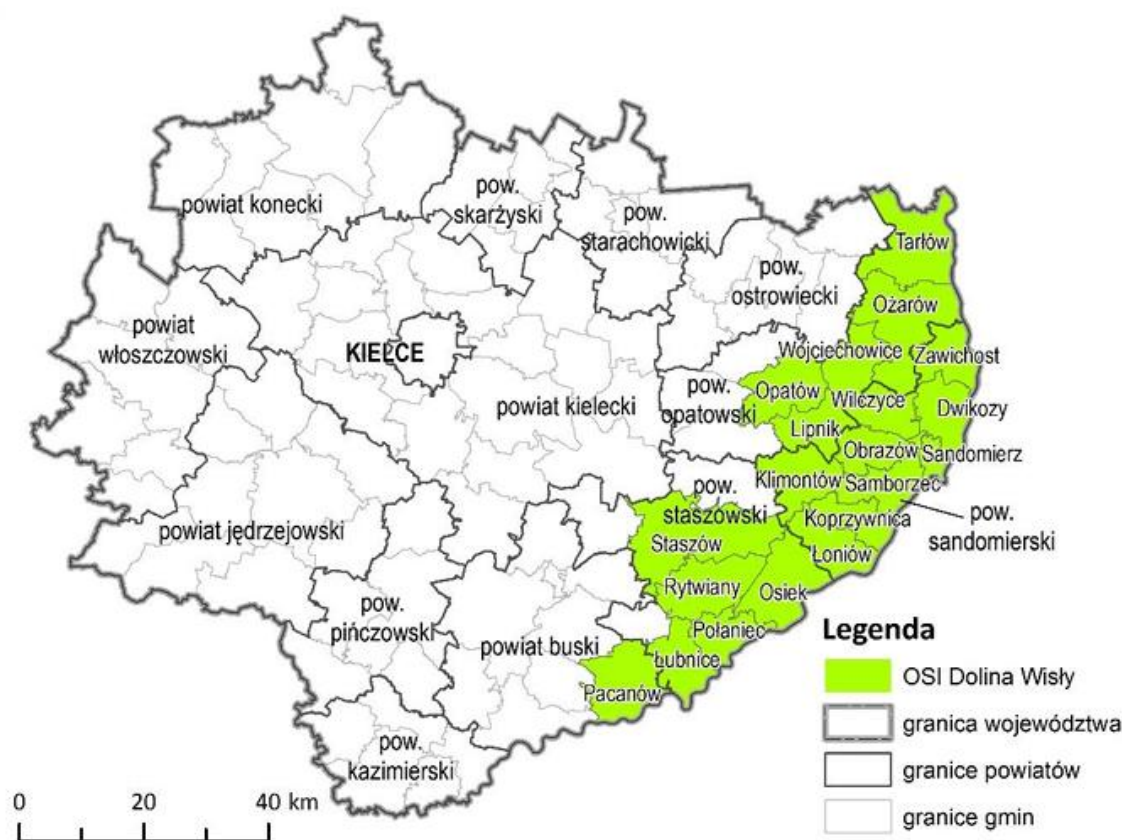 powiat konecki
pow.
skarżyski
pow.
starachowicki
pow.
ostrowiecki
Tarłów
Ożarów
powiat
włoszczowski
KIELCE
Wojciechowice
Zawichost
powiat kielecki
pow.
opatowski
Opatów
Wilczyce
Dwikozy
Lipnik
Obrazów
Sandomierz
Klimontów
Samborzec
pow.
staszowski
Koprzywnica
pow.
sandomierski
powiat jędrzejowski
Staszów
Łoniów
Rytwiany
Osiek
pow.
pińczowski
powiat buski
Połaniec
Łubnice
Pacanów
pow.
kazimierski
Legenda
OSI Dolina Wisły
granica województwa
granice powiatów
granice gmin
0 20 40 km